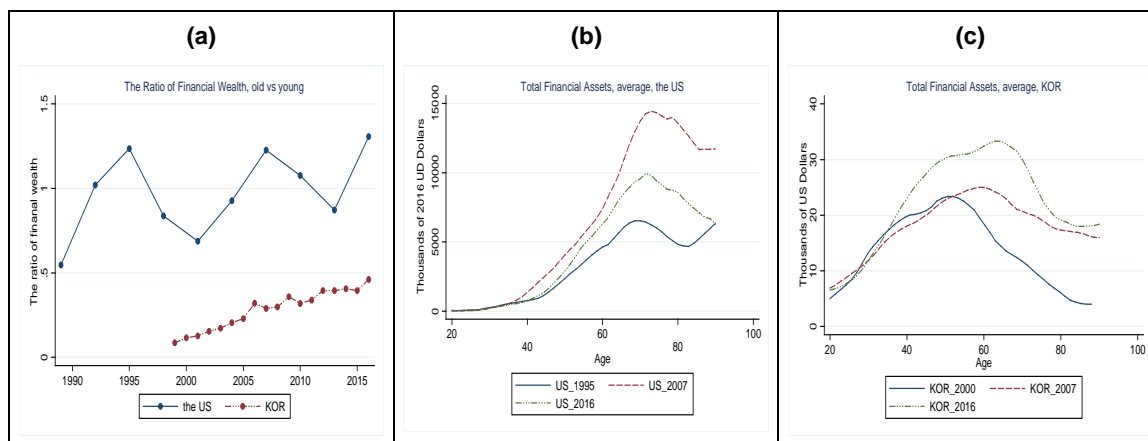 (a)
The Ratio of Financial Wealth, old vs young
The ratio of finanal wealth
1.5
1
.5
0
1990 1995 2000 2005 2010 2015
the US KOR
(b)
Total Financial Assets, average, the US
Thousands of 2016 UD Dollars
15000
10000
5000
0
20 40 60 80 100
Age
US_1995 US_2007
US_2016
(c)
Total Financial Assets, average, KOR
Thousands of US Dollars
40
30
20
10
0
20 40 60 80 100
Age
KOR_2000 KOR_2007
KOR_2016